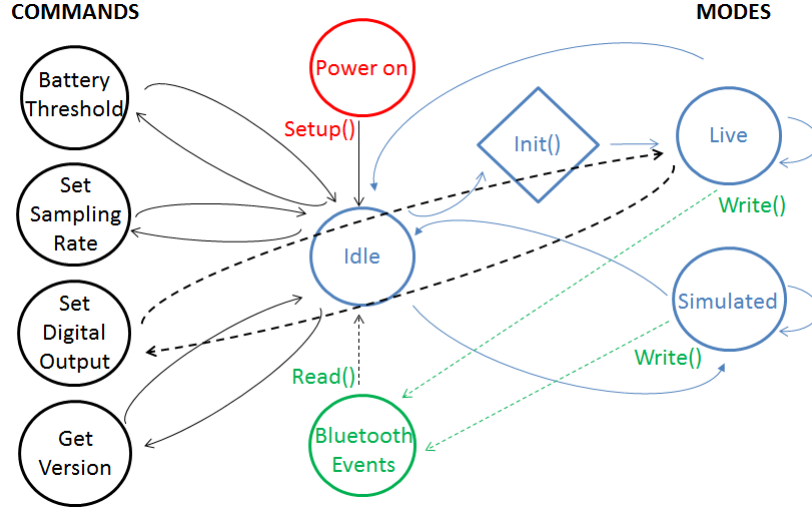 COMMANDS
MODES
Battery
Threshold
Power on
Setup()
Init()
Live
Set
Sampling
Rate
Write()
Idle
Simulated
Set
Digital
Output
Write()
Read()
Get
Version
Bluetooth
Events